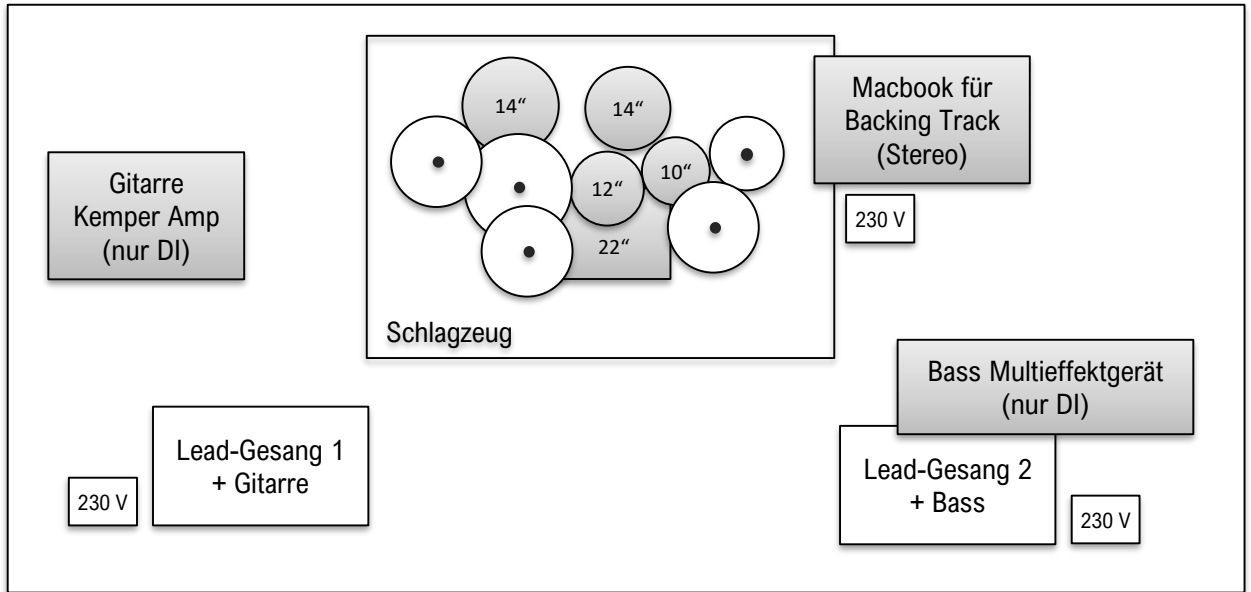 14“
14“
12“
10“
22“
Schlagzeug
Macbook für
Backing Track
(Stereo)
230 V
Gitarre
Kemper Amp
(nur DI)
Bass Multieffektgerät
(nur DI)
Lead-Gesang 1
+ Gitarre
230 V
Lead-Gesang 2
+ Bass
230 V